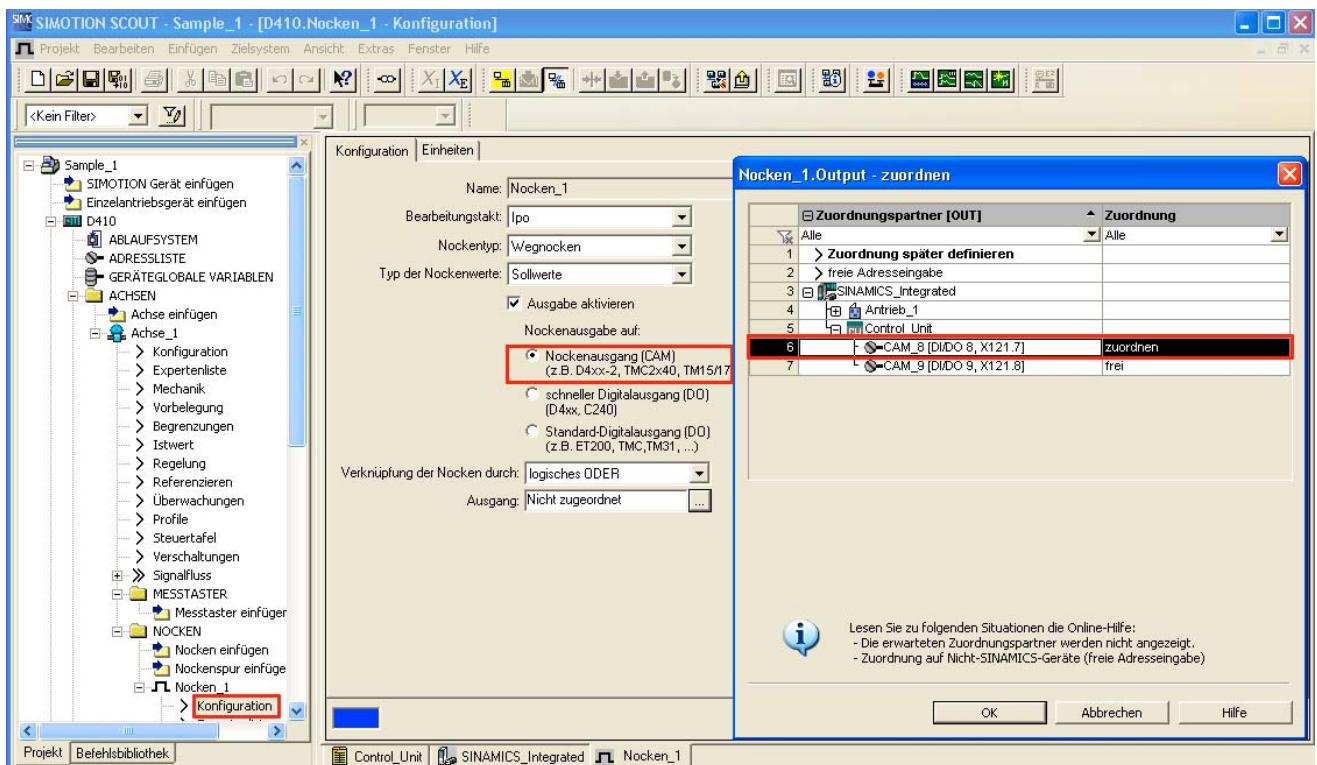 SIMOTION SCOUT - Sample_1 - [D410.Nocken_1 - Konfiguration]
Projekt Bearbeiten Einfügen Zielsystem Ansicht Extras Fenster Hilfe
<Kein Filter>
Sample_1
SIMOTION Gerät einfügen
Einzelantriebsgerät einfügen
D410
ABLAUFSYSTEM
ADRESSLISTE
GERÄTEGLOBALE VARIABLEN
ACHSEN
Achse einfügen
Achse_1
Konfiguration
Expertenliste
Mechanik
Vorbelegung
Begrenzungen
Istwert
Regelung
Referenzieren
Überwachungen
Profile
Steuertafel
Verschaltungen
Signalfluss
MESSTASTER
Messtaster einfüger
NOCKEN
Nocken einfügen
Nockenspur einfüge
Nocken_1
Konfiguration
Projekt Befehlsbibliothek
Konfiguration Einheiten
Name: Nocken_1
Bearbeitungstakt: Ipo
Nockentyp: Wegnocken
Typ der Nockenwerte: Sollwerte
Ausgabe aktivieren
Nockenausgabe auf:
Nockenausgang (CAM)
(z.B. D4xx-2, TMC2x40, TM15/17
schneller Digitalausgang (DO)
(D4xx, C240)
Standard-Digitalausgang (DO)
(z.B. ET200, TMC,TM31, ...)
Verknüpfung der Nocken durch: logisches ODER
Ausgang: Nicht zugeordnet ...
Nocken_1.Output - zuordnen
Zuordnungspartner [OUT] Zuordnung
Alle Alle
1 Zuordnung später definieren
2 freie Adresseingabe
3 SINAMICS_Integrated
4 Antrieb_1
5 Control_Unit
6 CAM_8 [DI/DO 8, X121.7] zuordnen
7 CAM_9 [DI/DO 9, X121.8] frei
Lesen Sie zu folgenden Situationen die Online-Hilfe:
- Die erwarteten Zuordnungspartner werden nicht angezeigt.
- Zuordnung auf Nicht-SINAMICS-Geräte (freie Adresseingabe)
OK Abbrechen Hilfe
Control_Unit SINAMICS_Integrated Nocken_1